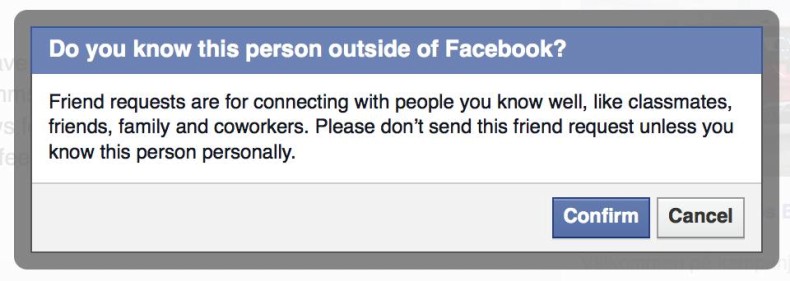 Do you know this person outside of Facebook?
Friend requests are for connecting with people you know well, like classmates,
friends, family and coworkers. Please don't send this friend request unless you
know this person personally.
Confirm Cancel